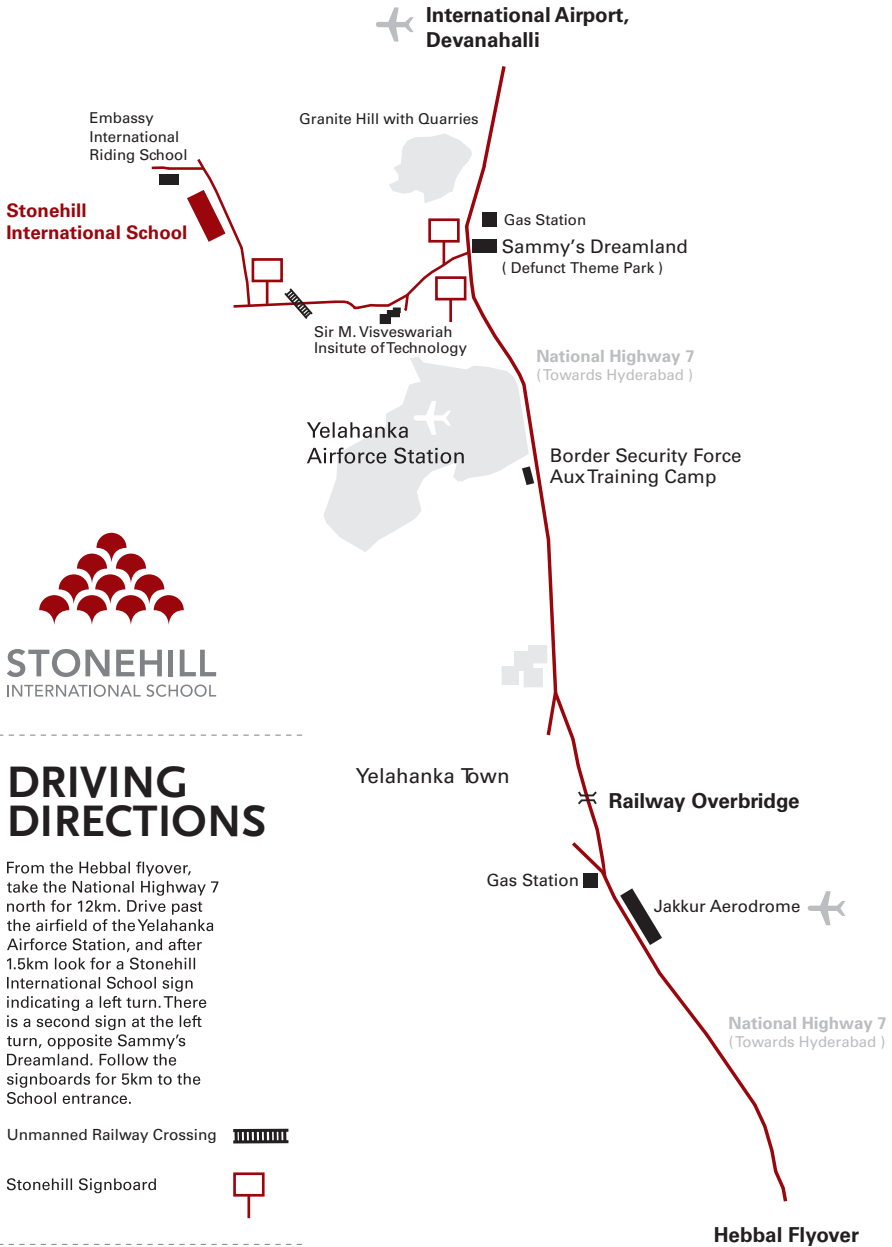 International Airport,
Devanahalli
Embassy
International
Riding School
Granite Hill with Quarries
Stonehill
International School
Gas Station
Sammy's Dreamland
( Defunct Theme Park )
Sir M. Visveswariah
Insitute of Technology
National Highway 7
(Towards Hyderabad )
Yelahanka
Airforce Station
Border Security Force
Aux Training Camp
STONEHILL
INTERNATIONAL SCHOOL
Yelahanka Town
Railway Overbridge
Gas Station
Jakkur Aerodrome
National Highway 7
(Towards Hyderabad )
Hebbal Flyover
DRIVING
DIRECTIONS
From the Hebbal flyover,
take the National Highway 7
north for 12km. Drive past
the airfield of the Yelahanka
Airforce Station, and after
1.5km look for a Stonehill
International School sign
indicating a left turn. There
is a second sign at the left
turn, opposite Sammy's
Dreamland. Follow the
signboards for 5km to the
School entrance.
Unmanned Railway Crossing
Stonehill Signboard